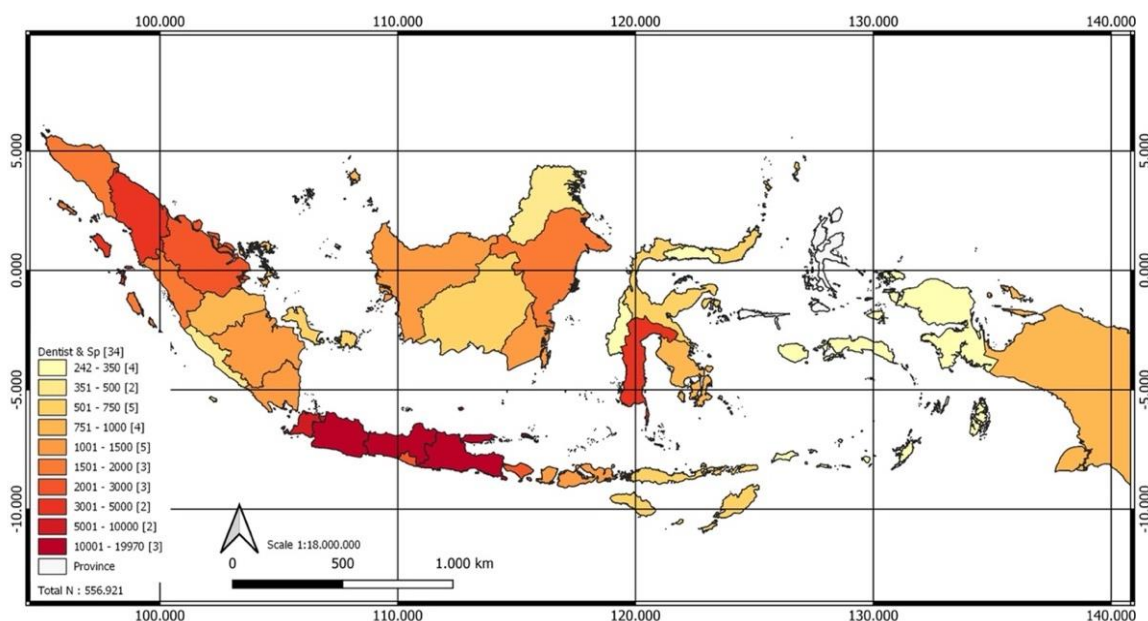 100.000 110.000 120.000 130.000 140.000
5.000 5.000
0.000 0.000
-5.000 -5.000
-10.000 -10.000
Dentist & Sp [34]
242 - 350 [4]
351 - 500 [2]
501 - 750 [5]
751 - 1000 [4]
1001 - 1500 [5]
1501 - 2000 [3]
2001 - 3000 [3]
3001 - 5000 [2]
5001 - 10000 [2]
10001 - 19970 [3]
Province
Total N : 556.921
Scale 1:18.000.000
0 500 1.000 km
100.000 110.000 120.000 130.000 140.000